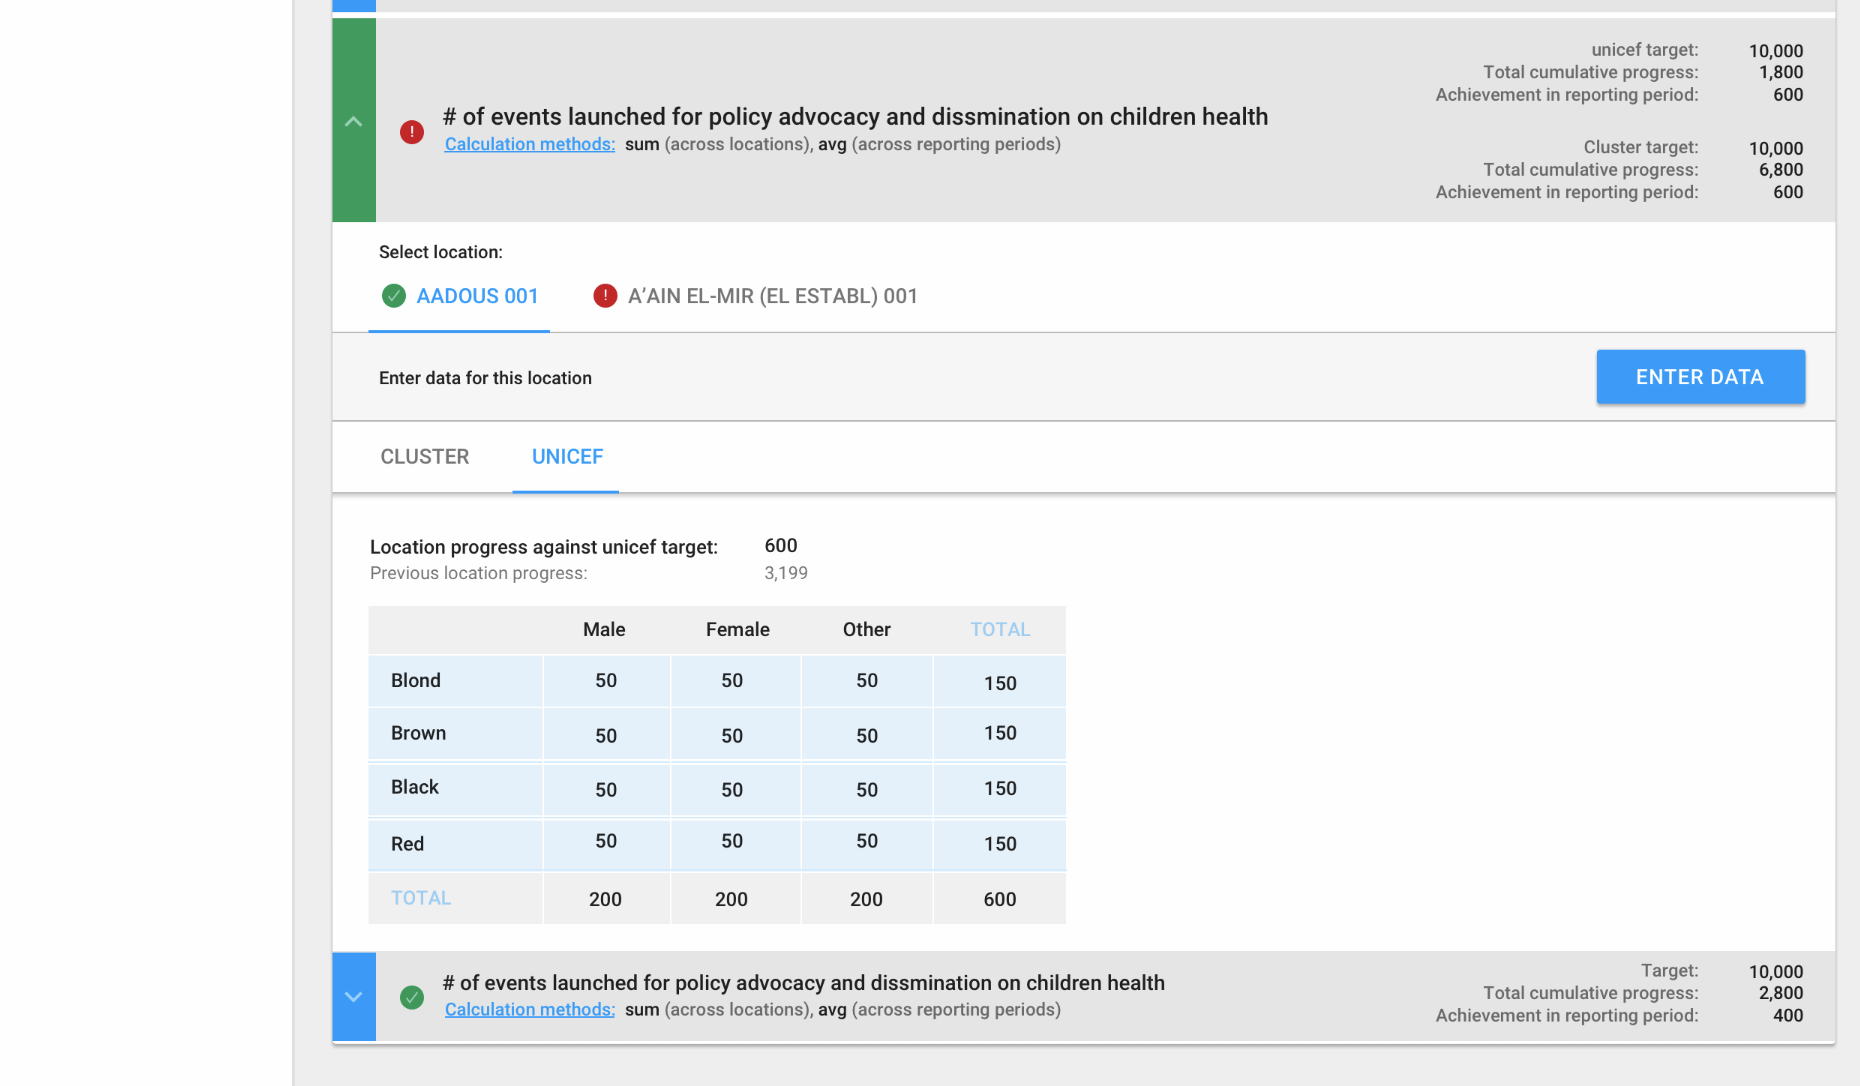 unicef target: 10,000
Total cumulative progress: 1,800
Achievement in reporting period: 600
# of events launched for policy advocacy and dissmination on children health
Calculation methods: sum (across locations), avg (across reporting periods)
Cluster target: 10,000
Total cumulative progress: 6,800
Achievement in reporting period: 600
Select location:
AADOUS 001 A’AIN EL-MIR (EL ESTABL) 001
Enter data for this location ENTER DATA
CLUSTER UNICEF
Location progress against unicef target: 600
Previous location progress: 3,199
Male Female Other TOTAL
Blond 50 50 50 150
Brown 50 50 50 150
Black 50 50 50 150
Red 50 50 50 150
TOTAL 200 200 200 600
# of events launched for policy advocacy and dissmination on children health
Calculation methods: sum (across locations), avg (across reporting periods)
Target: 10,000
Total cumulative progress: 2,800
Achievement in reporting period: 400